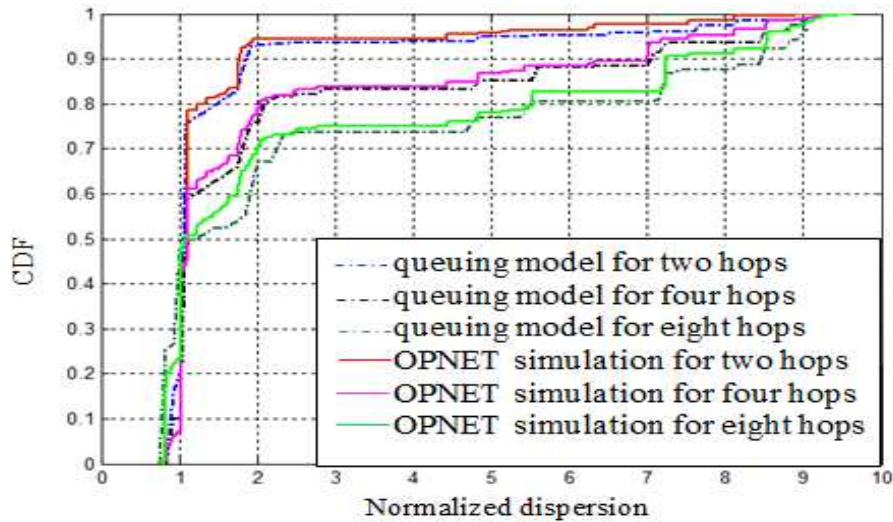 1
0.9
0.8
0.7
0.6
0.5
0.4
0.3
0.2
0.1
0
CDF
queuing model for two hops
queuing model for four hops
queuing model for eight hops
OPNET simulation for two hops
OPNET simulation for four hops
OPNET simulation for eight hops
0 1 2 3 4 5 6 7 8 9 10
Normalized dispersion